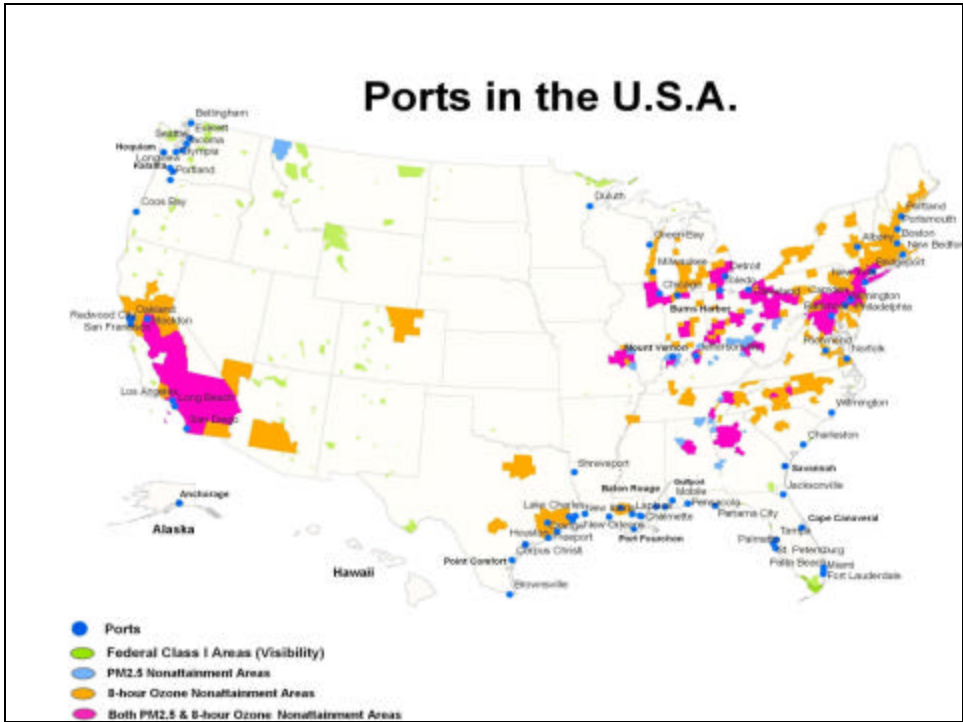 Ports in the U.S.A.
Bellingham
Everett
Seattle
Tacoma
Hoquiam
Olympia
Longview
Kalama
Portland
Coos Bay
Duluth
Green Bay
Milwaukee
Chicago
Detroit
Toledo
Burns Harbor
Mount Vernon
Portland
Portsmouth
Boston
New Bedford
Albany
Bridgeport
Philadelphia
Richmond
Norfolk
Wilmington
Charleston
Savannah
Jacksonville
Cape Canaveral
Tampa
St. Petersburg
Palm Beach
Miami
Fort Lauderdale
Oakland
Redwood City
Stockton
San Francisco
Los Angeles
Long Beach
San Diego
Anchorage
Alaska
Hawaii
Shreveport
Baton Rouge
Gulfport
Mobile
Pensacola
Panama City
Lake Charles
New Orleans
Chalmette
Port Fourchon
Houston
Freeport
Corpus Christi
Point Comfort
Brownsville
Ports
Federal Class I Areas (Visibility)
PM2.5 Nonattainment Areas
8-hour Ozone Nonattainment Areas
Both PM2.5 & 8-hour Ozone Nonattainment Areas